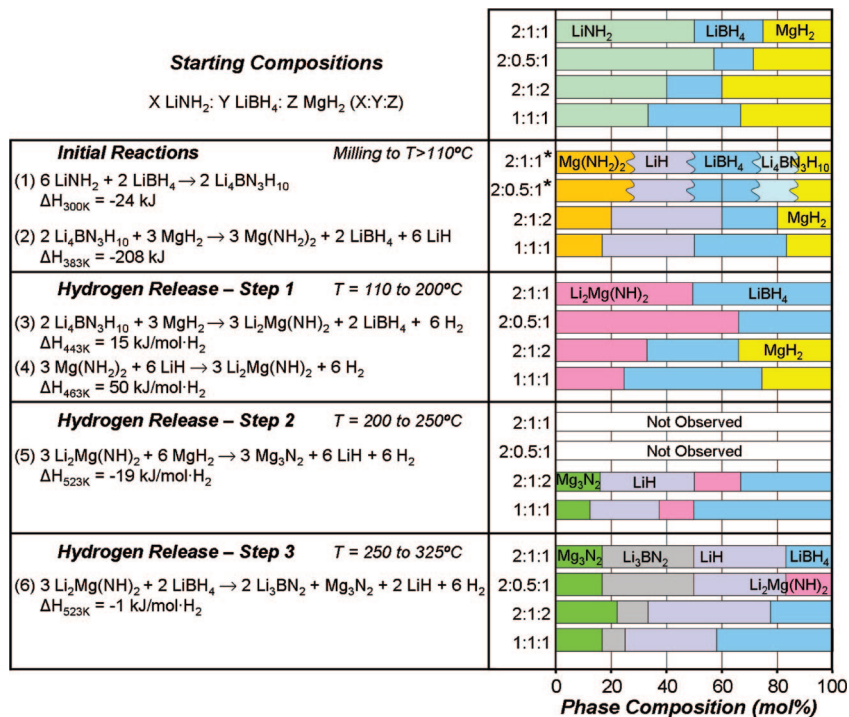 Starting Compositions
X LiNH2: Y LiBH4: Z MgH2 (X:Y:Z)
2:1:1 LiNH2 LiBH4 MgH2
2:0.5:1
2:1:2
1:1:1
Initial Reactions Milling to T>110ºC
(1) 6 LiNH2 + 2 LiBH4 → 2 Li4BN3H10
ΔH300K = -24 kJ
(2) 2 Li4BN3H10 + 3 MgH2 → 3 Mg(NH2)2 + 2 LiBH4 + 6 LiH
ΔH383K = -208 kJ
2:1:1* Mg(NH2)2 LiH LiBH4 Li4BN3H10
2:0.5:1*
2:1:2 MgH2
1:1:1
Hydrogen Release – Step 1 T = 110 to 200ºC
(3) 2 Li4BN3H10 + 3 MgH2 → 3 Li2Mg(NH)2 + 2 LiBH4 + 6 H2
ΔH443K = 15 kJ/mol·H2
(4) 3 Mg(NH2)2 + 6 LiH → 3 Li2Mg(NH)2 + 6 H2
ΔH463K = 50 kJ/mol·H2
2:1:1 Li2Mg(NH)2 LiBH4
2:0.5:1
2:1:2 MgH2
1:1:1
Hydrogen Release – Step 2 T = 200 to 250ºC
(5) 3 Li2Mg(NH)2 + 6 MgH2 → 3 Mg3N2 + 6 LiH + 6 H2
ΔH523K = -19 kJ/mol·H2
2:1:1 Not Observed
2:0.5:1 Not Observed
2:1:2 Mg3N2 LiH
1:1:1
Hydrogen Release – Step 3 T = 250 to 325ºC
(6) 3 Li2Mg(NH)2 + 2 LiBH4 → 2 Li3BN2 + Mg3N2 + 2 LiH + 6 H2
ΔH523K = -1 kJ/mol·H2
2:1:1 Mg3N2 Li3BN2 LiH LiBH4
2:0.5:1 Li2Mg(NH)2
2:1:2
1:1:1
0 20 40 60 80 100
Phase Composition (mol%)